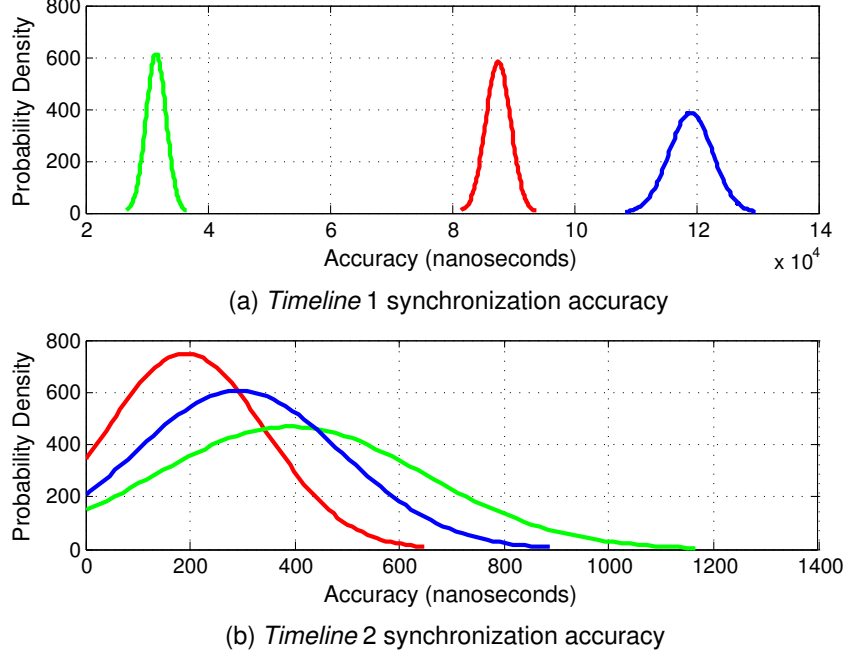 800
600
400
200
0
Probability Density
2 4 6 8 10 12 14
Accuracy (nanoseconds)
x 10^4
(a) Timeline 1 synchronization accuracy
800
600
400
200
0
Probability Density
0 200 400 600 800 1000 1200 1400
Accuracy (nanoseconds)
(b) Timeline 2 synchronization accuracy